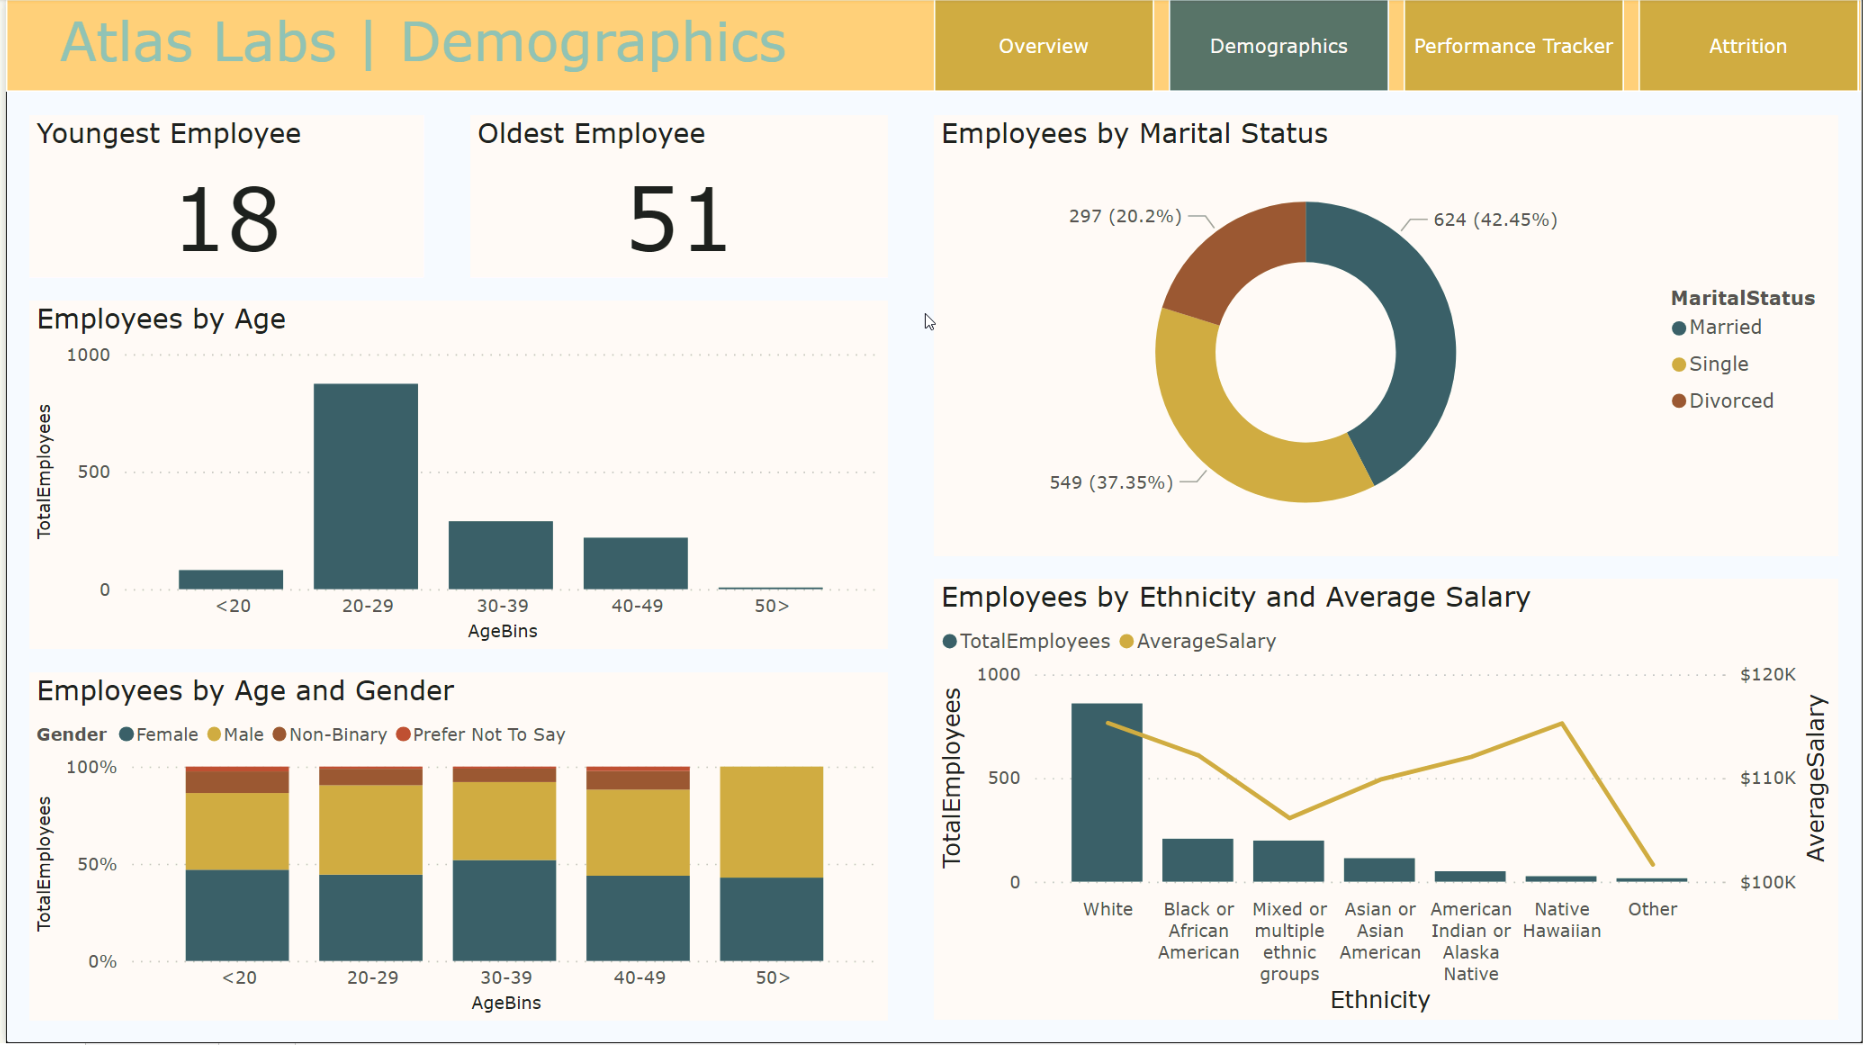 Atlas Labs | Demographics
Overview
Demographics
Performance Tracker
Attrition
Youngest Employee
18
Oldest Employee
51
Employees by Age
TotalEmployees
1000
500
0
<20
20-29
30-39
40-49
50>
AgeBins
Employees by Age and Gender
Gender Female Male Non-Binary Prefer Not To Say
TotalEmployees
100%
50%
0%
<20
20-29
30-39
40-49
50>
AgeBins
Employees by Marital Status
297 (20.2%)
624 (42.45%)
549 (37.35%)
MaritalStatus
Married
Single
Divorced
Employees by Ethnicity and Average Salary
TotalEmployees AverageSalary
TotalEmployees
1000
500
0
$120K
$110K
$100K
AverageSalary
White
Black or
African
American
Mixed or
multiple
ethnic
groups
Asian or
Asian
American
American
Indian or
Alaska
Native
Native
Hawaiian
Other
Ethnicity